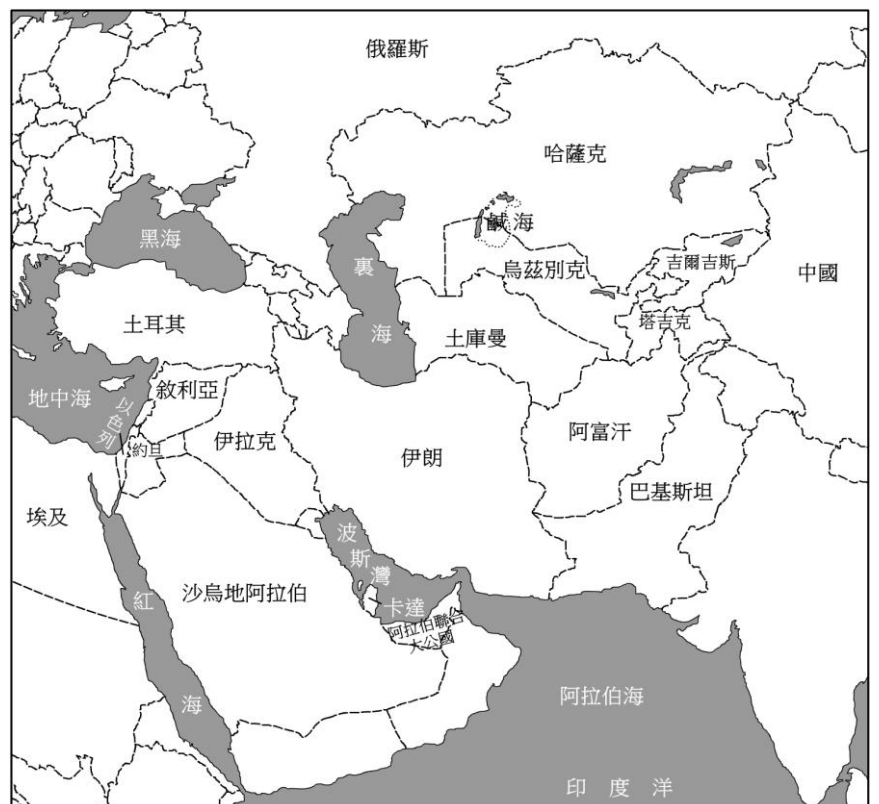 俄羅斯
哈薩克
鹹海
黑海
裏海
烏茲別克
吉爾吉斯
中國
土耳其
土庫曼
塔吉克
地中海
以色列
敘利亞
約旦
伊拉克
伊朗
阿富汗
巴基斯坦
埃及
波斯灣
紅海
沙烏地阿拉伯
卡達
阿拉伯聯合
大公國
阿拉伯海
印度洋